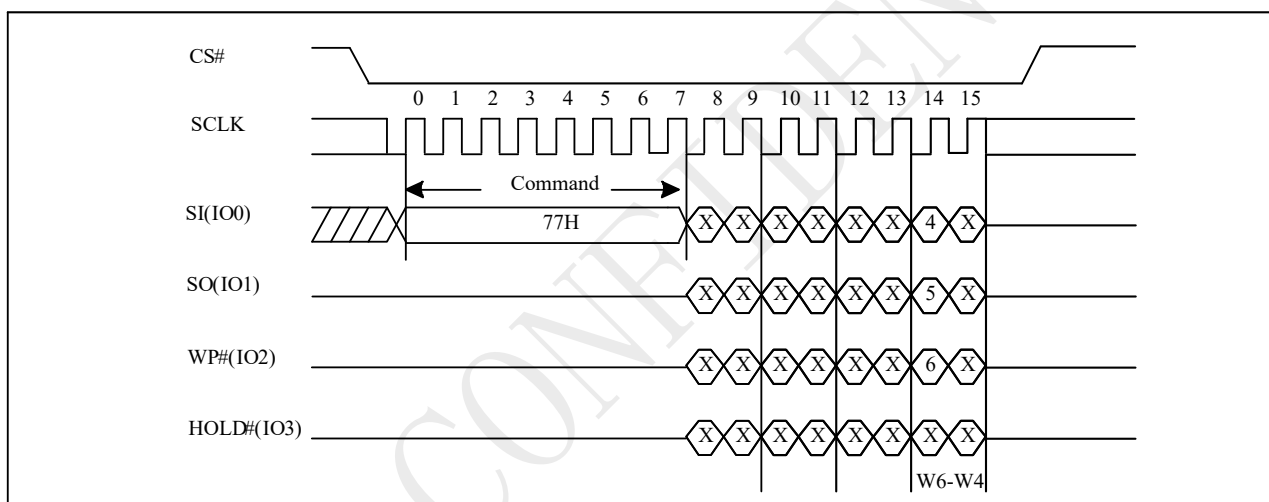 CS#
0 1 2 3 4 5 6 7 8 9 10 11 12 13 14 15
SCLK
Command
SI(IO0) 77H X X X X X X 4 X
SO(IO1) X X X X X X 5 X
WP#(IO2) X X X X X X 6 X
HOLD#(IO3) X X X X X X X X
W6-W4
CONFIDEN